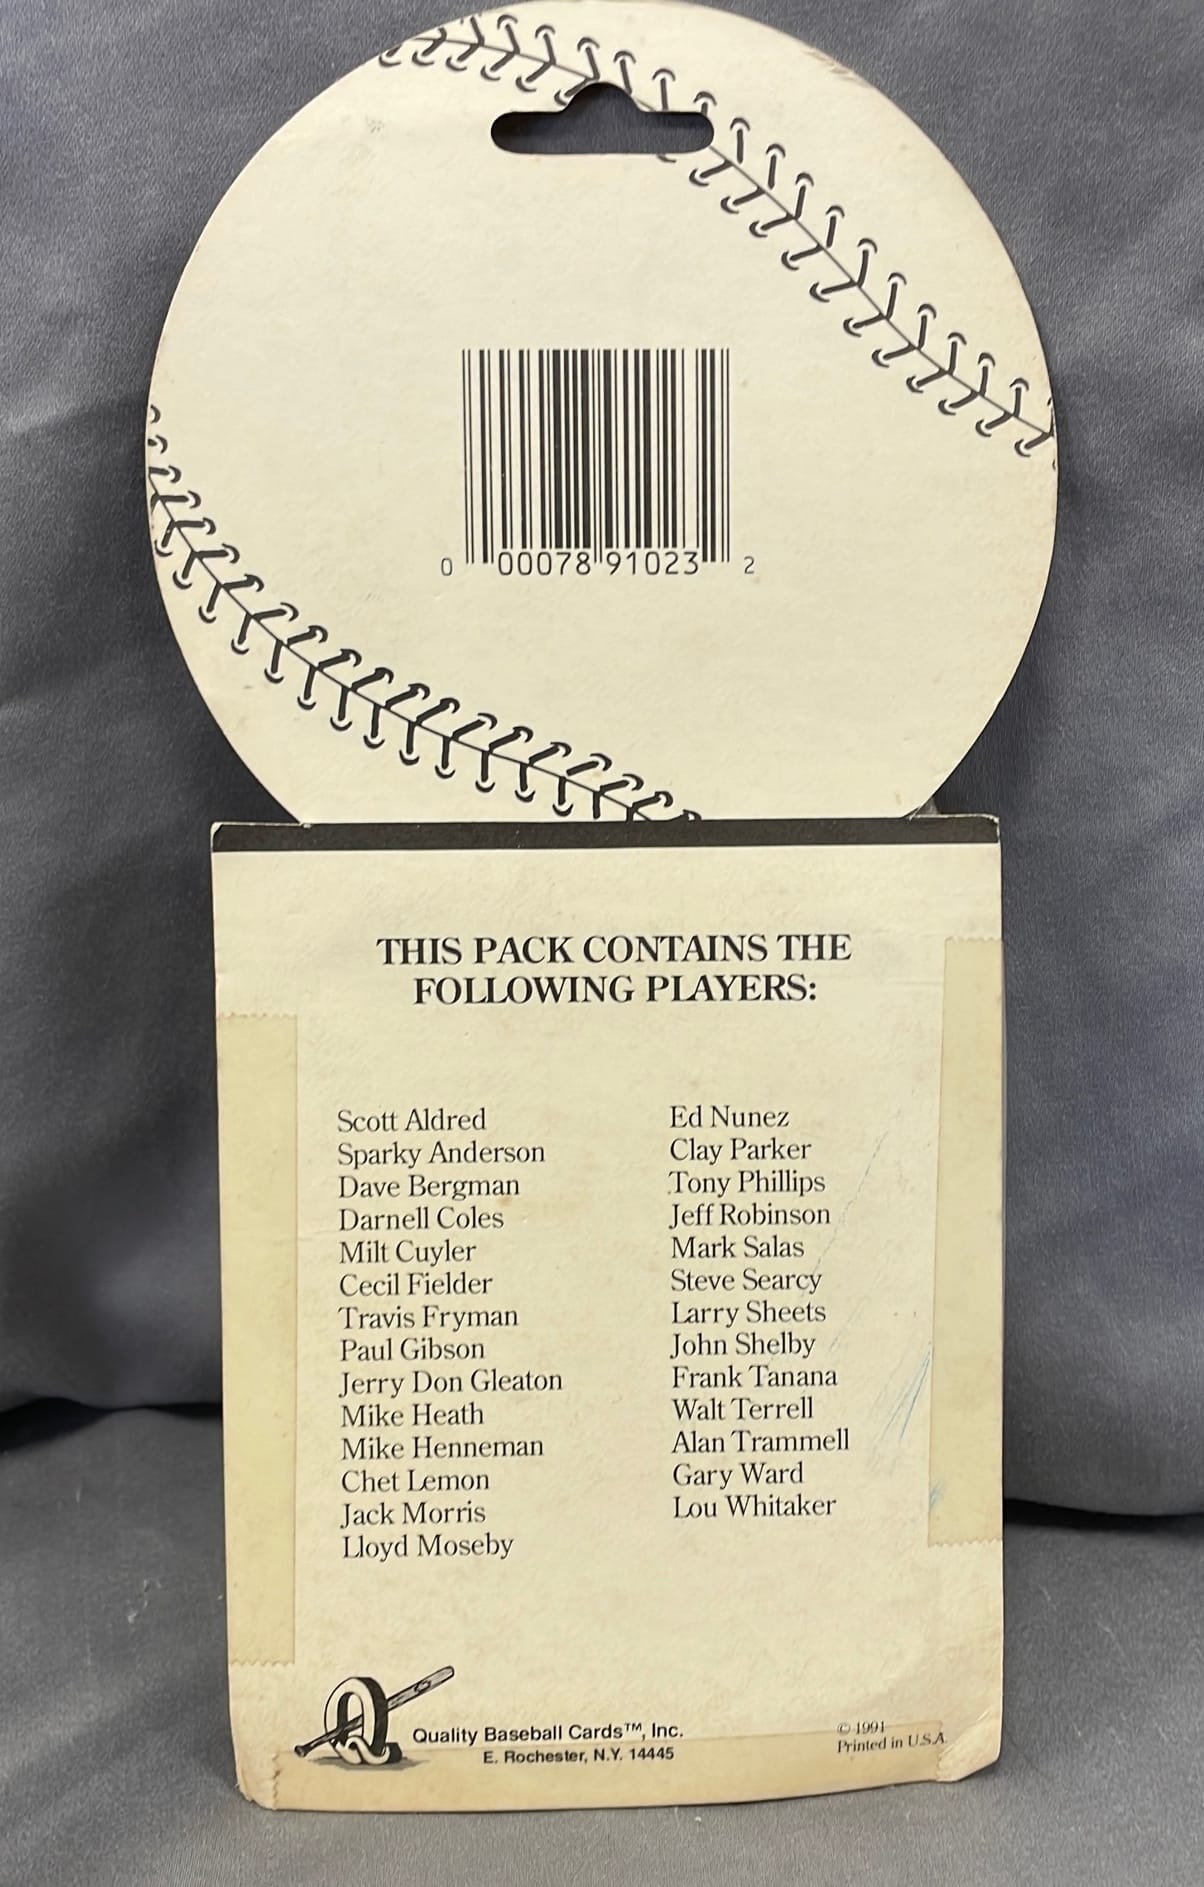 0 00078 91023 2
THIS PACK CONTAINS THE
FOLLOWING PLAYERS:
Scott Aldred
Sparky Anderson
Dave Bergman
Darnell Coles
Milt Cuyler
Cecil Fielder
Travis Fryman
Paul Gibson
Jerry Don Gleaton
Mike Heath
Mike Henneman
Chet Lemon
Jack Morris
Lloyd Moseby
Ed Nunez
Clay Parker
Tony Phillips
Jeff Robinson
Mark Salas
Steve Searcy
Larry Sheets
John Shelby
Frank Tanana
Walt Terrell
Alan Trammell
Gary Ward
Lou Whitaker
Q
Quality Baseball Cards™, Inc.
E. Rochester, N.Y. 14445
© 1991
Printed in U.S.A.